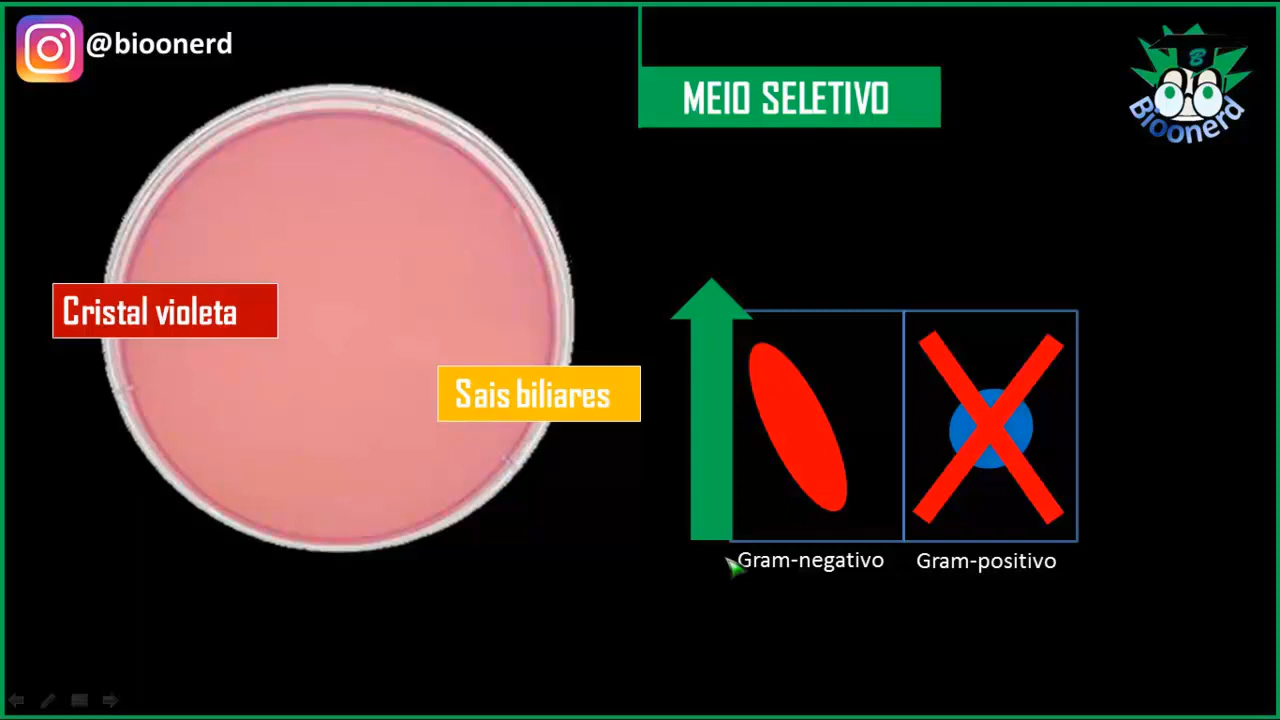 @bioonerd
MEIO SELETIVO
B
Bioonerd
Cristal violeta
Sais biliares
Gram-negativo
Gram-positivo